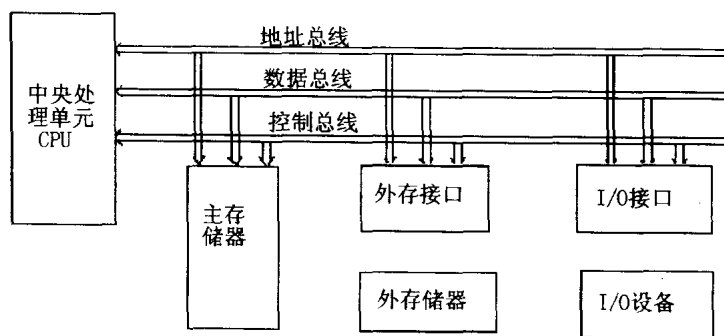 地址总线
数据总线
控制总线
中央处
理单元
CPU
主存
储器
外存接口
I/O接口
外存储器
I/O设备